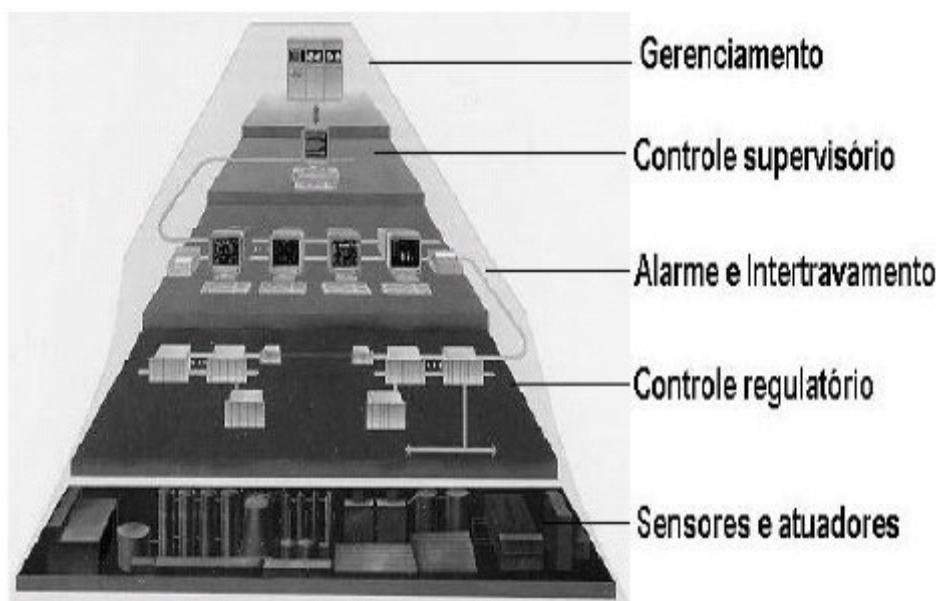 Gerenciamento
Controle supervisório
Alarme e Intertravamento
Controle regulatório
Sensores e atuadores